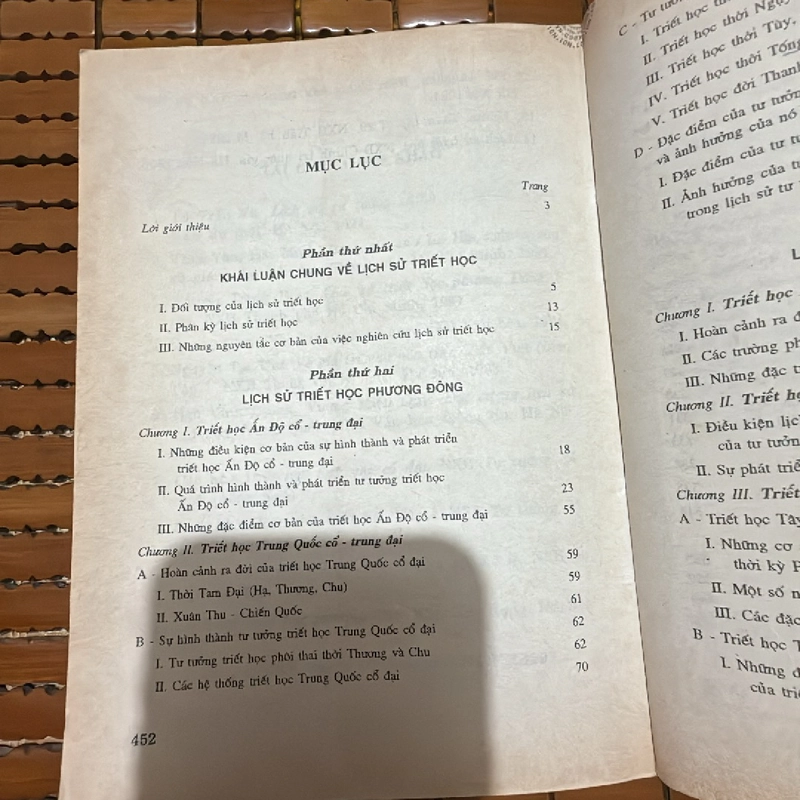 MỤC LỤC
Trang
Lời giới thiệu 3
Phần thứ nhất
KHÁI LUẬN CHUNG VỀ LỊCH SỬ TRIẾT HỌC
I. Đối tượng của lịch sử triết học 5
II. Phân kỳ lịch sử triết học 13
III. Những nguyên tắc cơ bản của việc nghiên cứu lịch sử triết học 15
Phần thứ hai
LỊCH SỬ TRIẾT HỌC PHƯƠNG ĐÔNG
Chương I. Triết học Ấn Độ cổ - trung đại
I. Những điều kiện cơ bản của sự hình thành và phát triển
triết học Ấn Độ cổ - trung đại 18
II. Quá trình hình thành và phát triển tư tưởng triết học
Ấn Độ cổ - trung đại 23
III. Những đặc điểm cơ bản của triết học Ấn Độ cổ - trung đại 55
Chương II. Triết học Trung Quốc cổ - trung đại
A - Hoàn cảnh ra đời của triết học Trung Quốc cổ đại 59
I. Thời Tam Đại (Hạ, Thương, Chu) 59
II. Xuân Thu - Chiến Quốc 61
B - Sự hình thành tư tưởng triết học Trung Quốc cổ đại 62
I. Tư tưởng triết học phôi thai thời Thương và Chu 62
II. Các hệ thống triết học Trung Quốc cổ đại 70
452
C - Tư tưởng
I. Triết học
II. Triết học thời
III. Triết học thời Tùy,
IV. Triết học thời Tống
V. Triết học đời Thanh
D - Đặc điểm của tư tưởng
và ảnh hưởng của nó
I. Đặc điểm của tư
II. Ảnh hưởng của tư
trong lịch sử tư
Chương I. Triết học
I. Hoàn cảnh ra đ
II. Các trường ph
III. Những đặc t
Chương II. Triết họ
I. Điều kiện lịc
của tư tưởn
II. Sự phát triể
Chương III. Triết
A - Triết học Tây
I. Những cơ
thời kỳ P
II. Một số n
III. Các đặc
B - Triết học T
I. Những đ
của triế